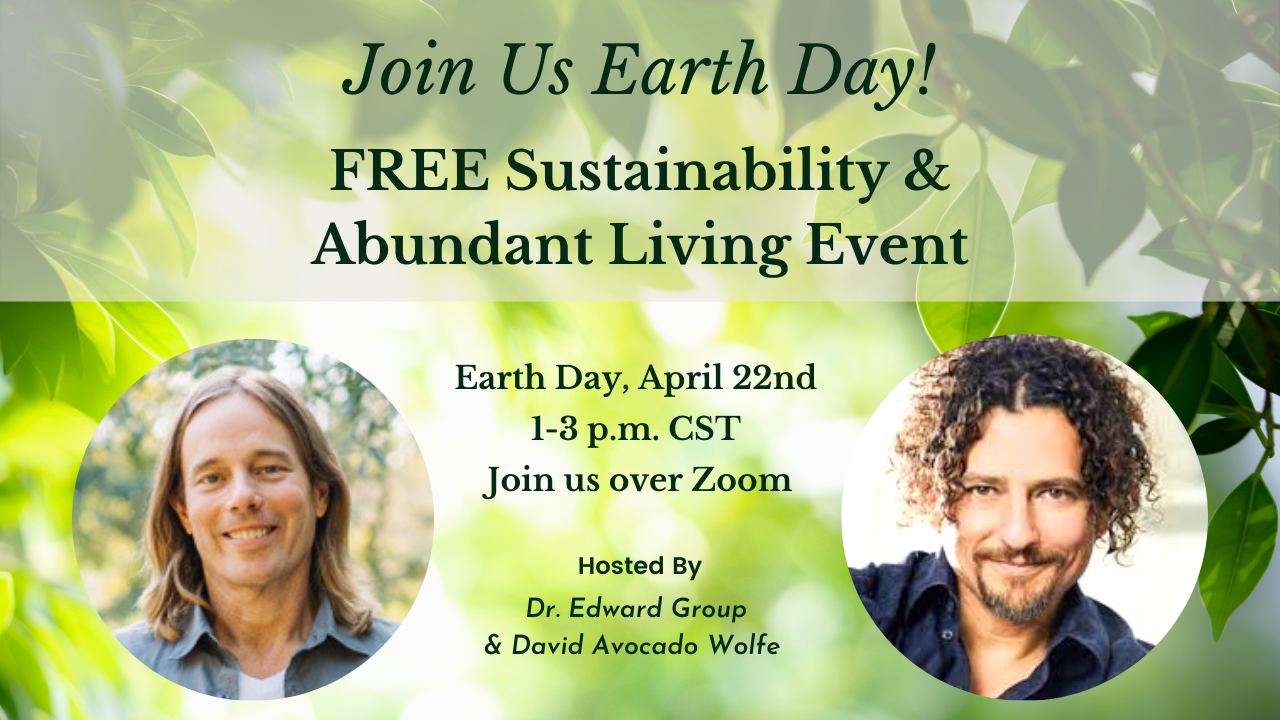 Join Us Earth Day!
FREE Sustainability &
Abundant Living Event
Earth Day, April 22nd
1-3 p.m. CST
Join us over Zoom
Hosted By
Dr. Edward Group
& David Avocado Wolfe